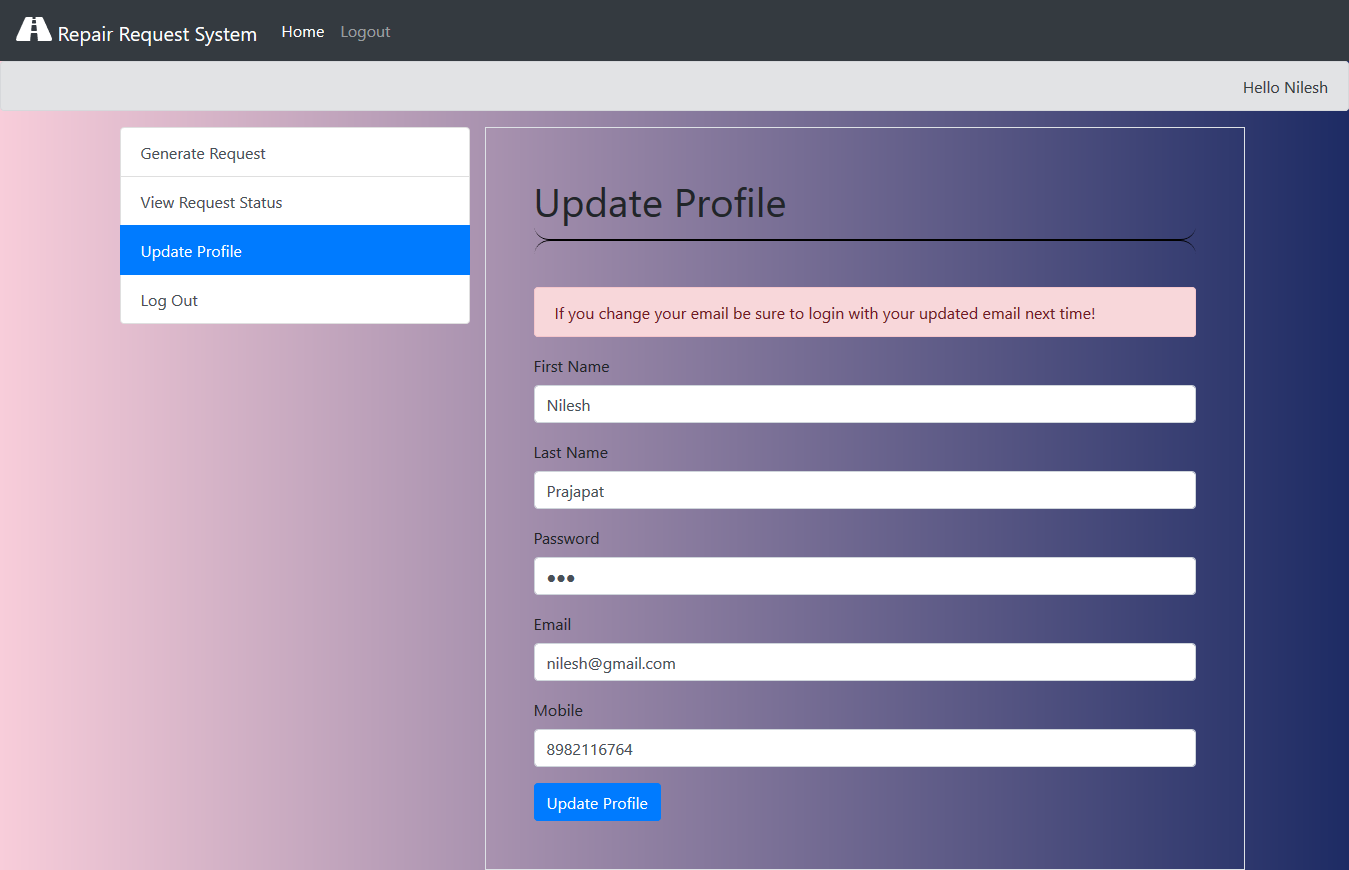 Repair Request System Home Logout
Hello Nilesh
Generate Request
View Request Status
Update Profile
Log Out
Update Profile
If you change your email be sure to login with your updated email next time!
First Name
Nilesh
Last Name
Prajapat
Password
●●●
Email
nilesh@gmail.com
Mobile
8982116764
Update Profile